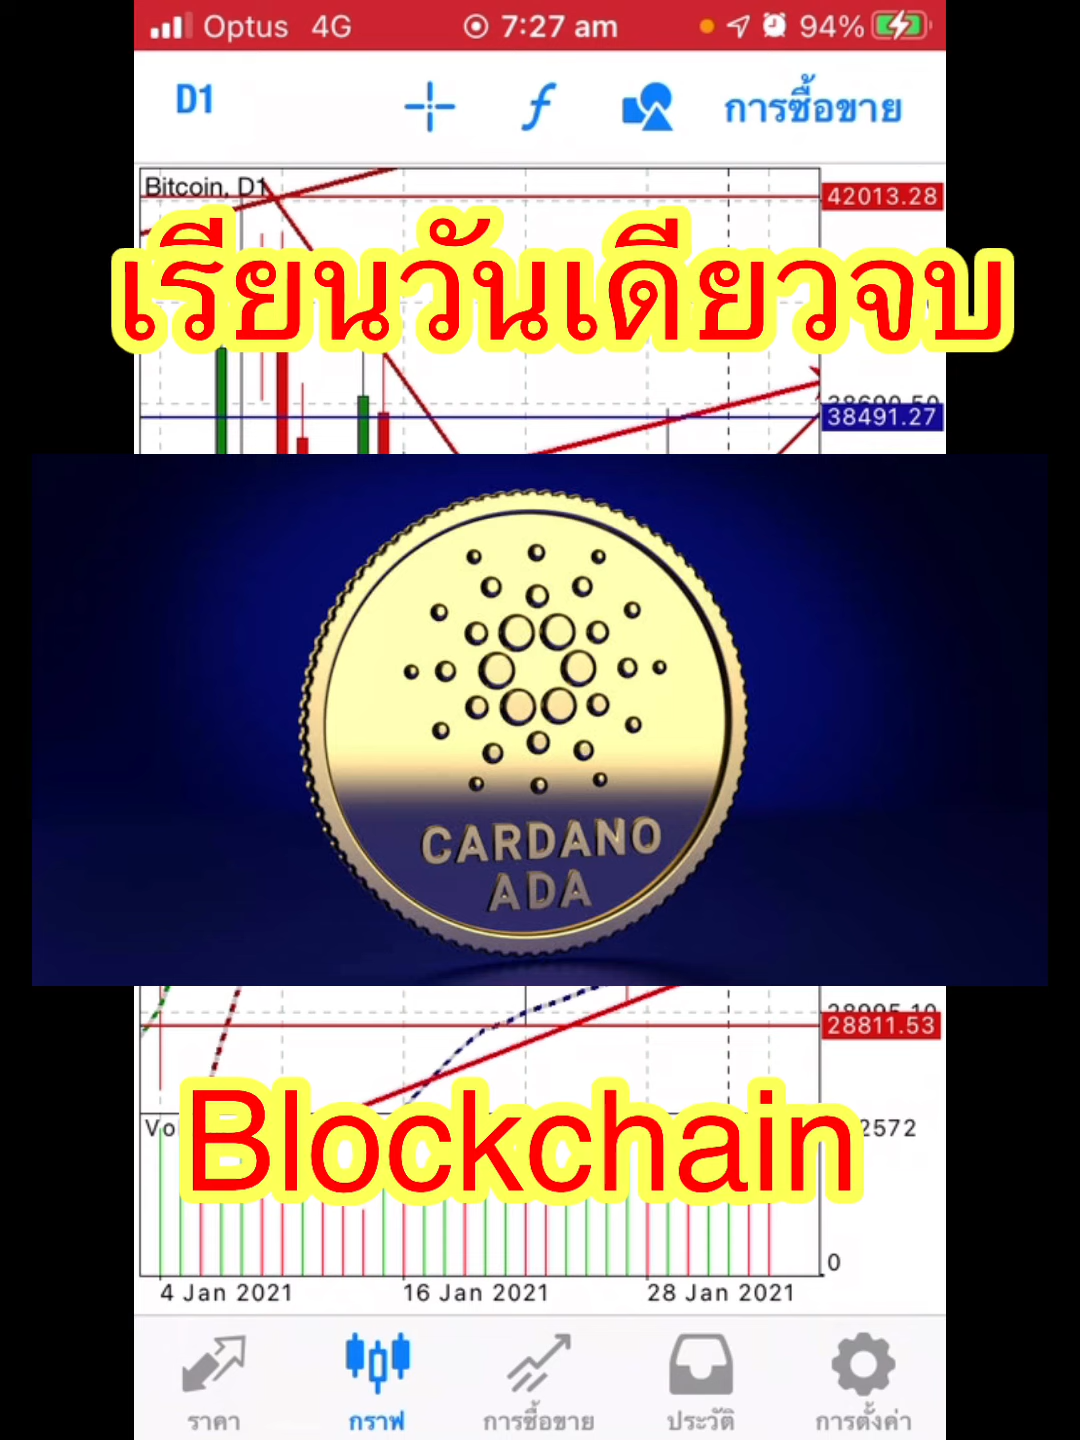 Optus 4G 7:27 am 94%
D1 f การซื้อขาย
Bitcoin, D1
42013.28
เรียนวันเดียวจบ
38690.50
38491.27
CARDANO
ADA
28995.10
28811.53
Blockchain
2572
0
4 Jan 2021 16 Jan 2021 28 Jan 2021
ราคา กราฟ การซื้อขาย ประวัติ การตั้งค่า